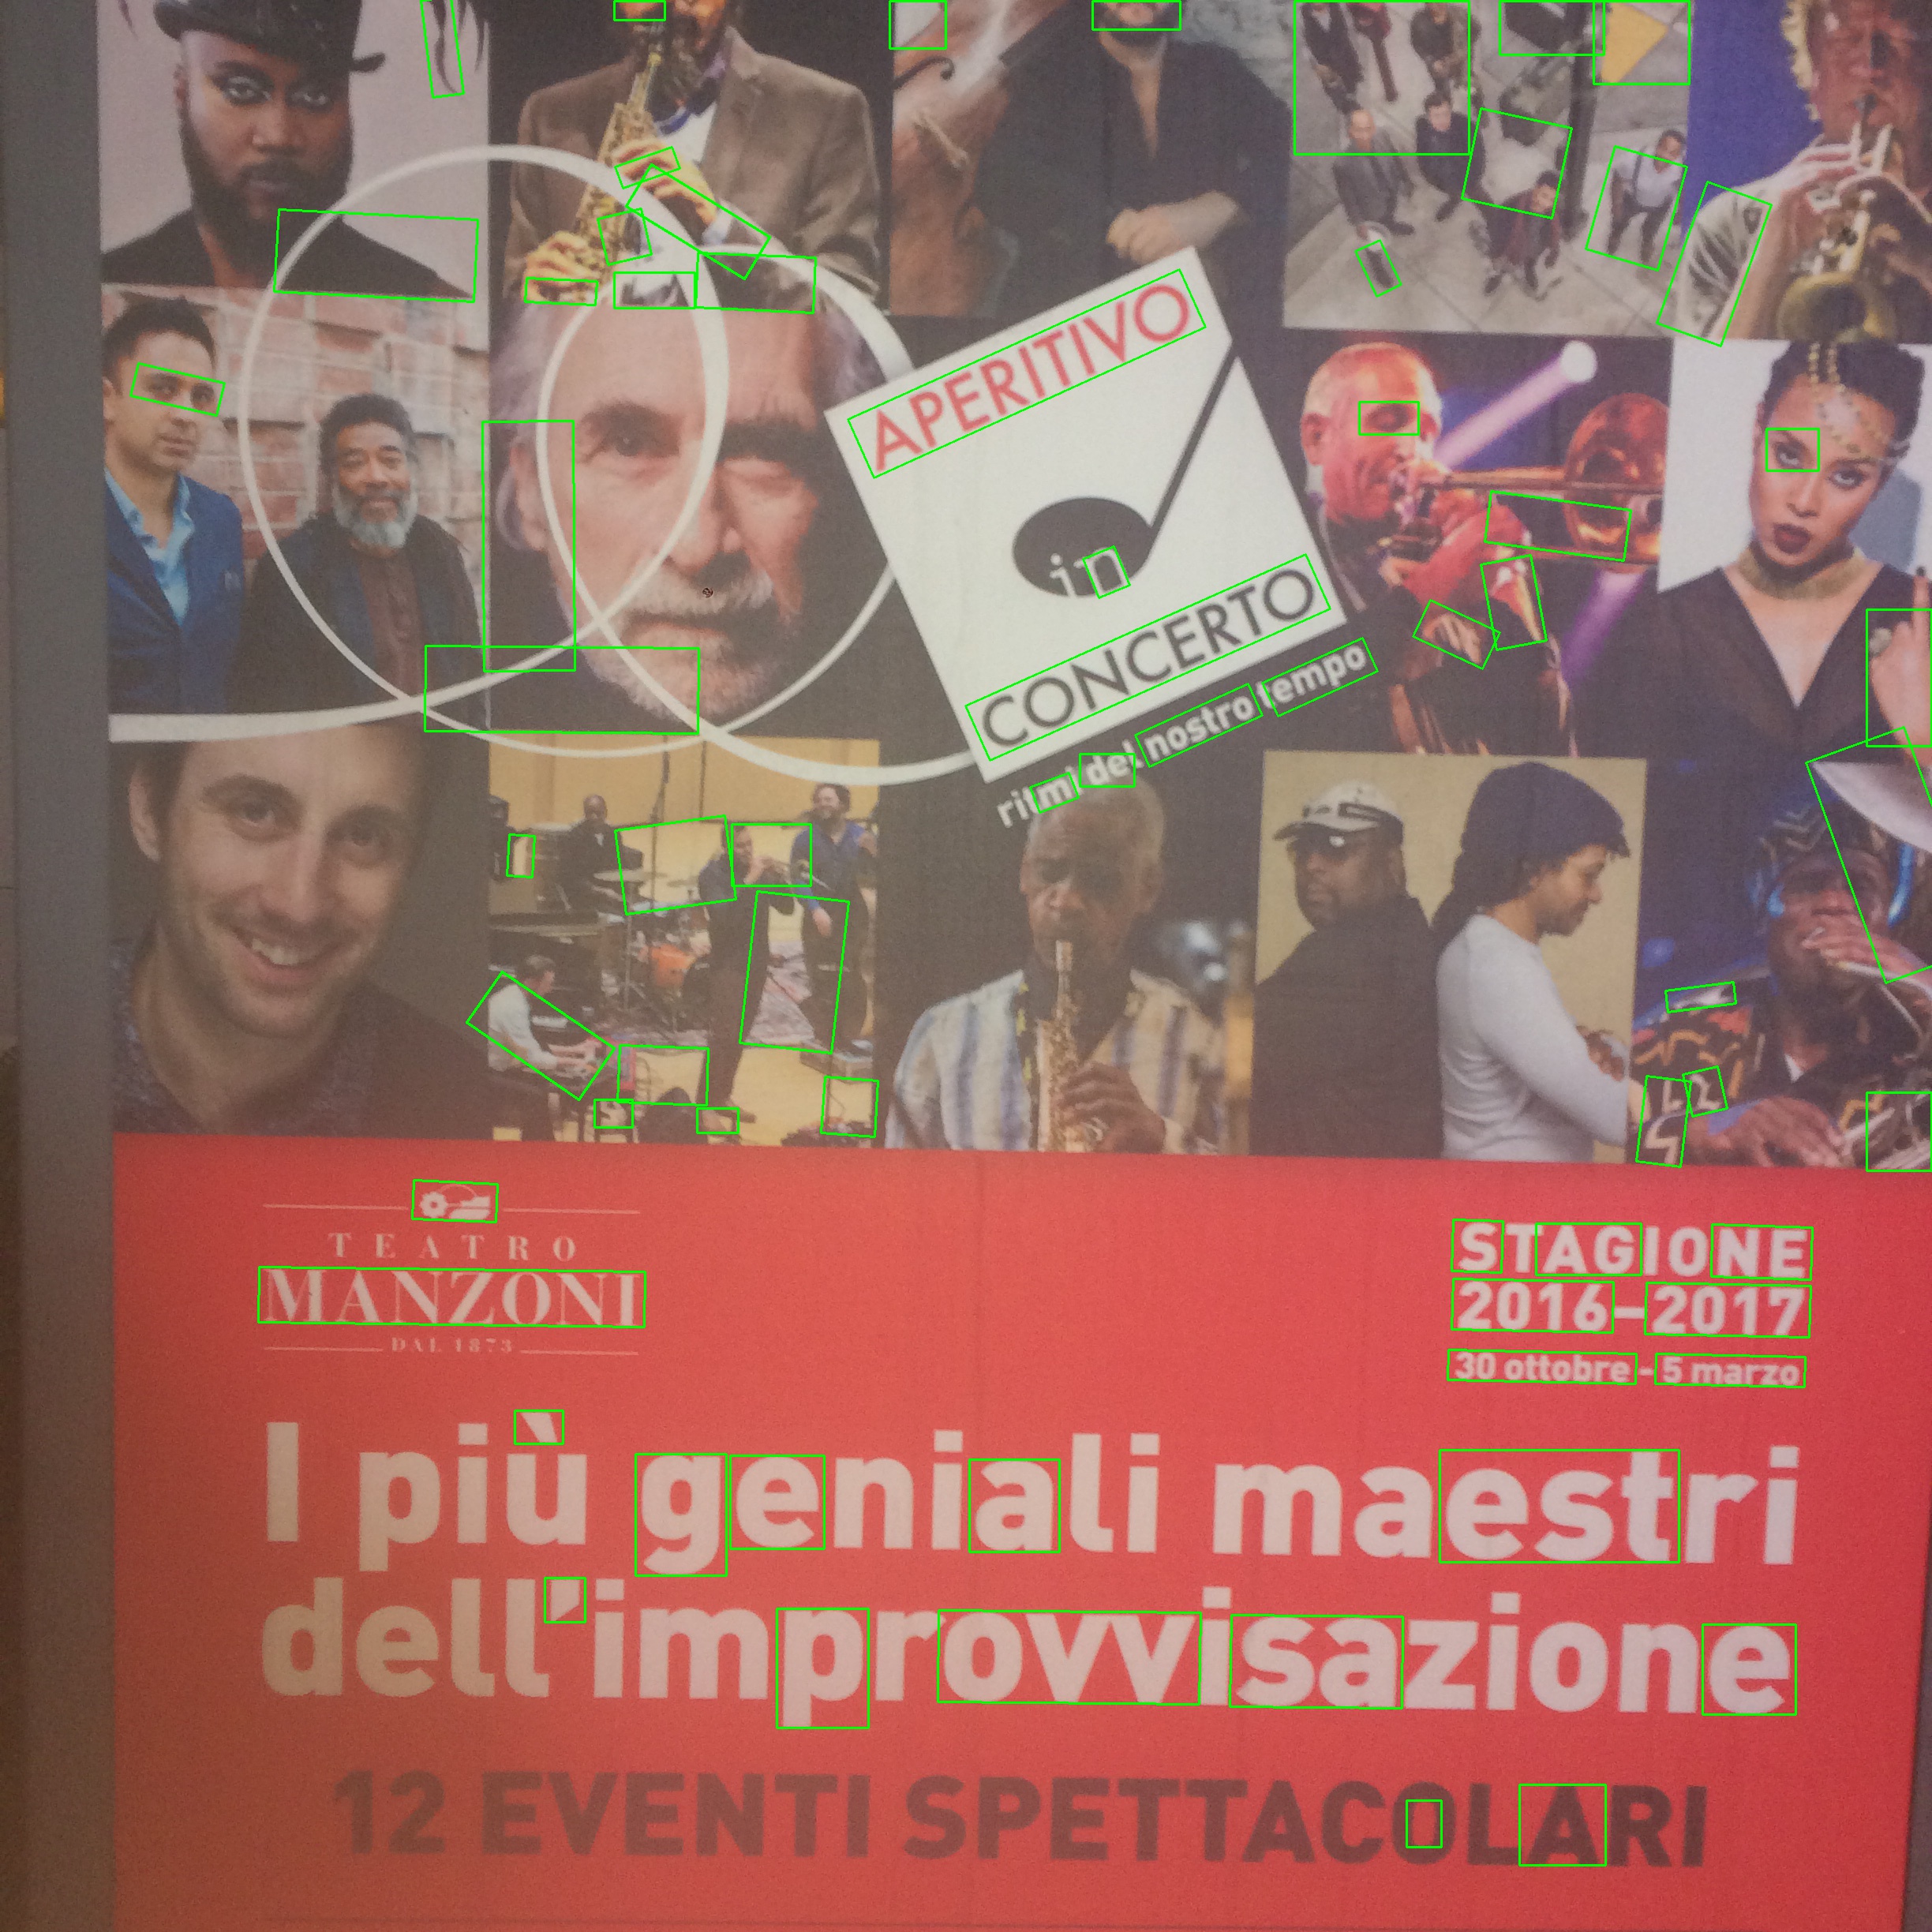 APERITIVO
in
CONCERTO
ritmi del nostro tempo
TEATRO
MANZONI
DAL 1873
STAGIONE
2016–2017
30 ottobre - 5 marzo
I più geniali maestri
dell'improvvisazione
12 EVENTI SPETTACOLARI